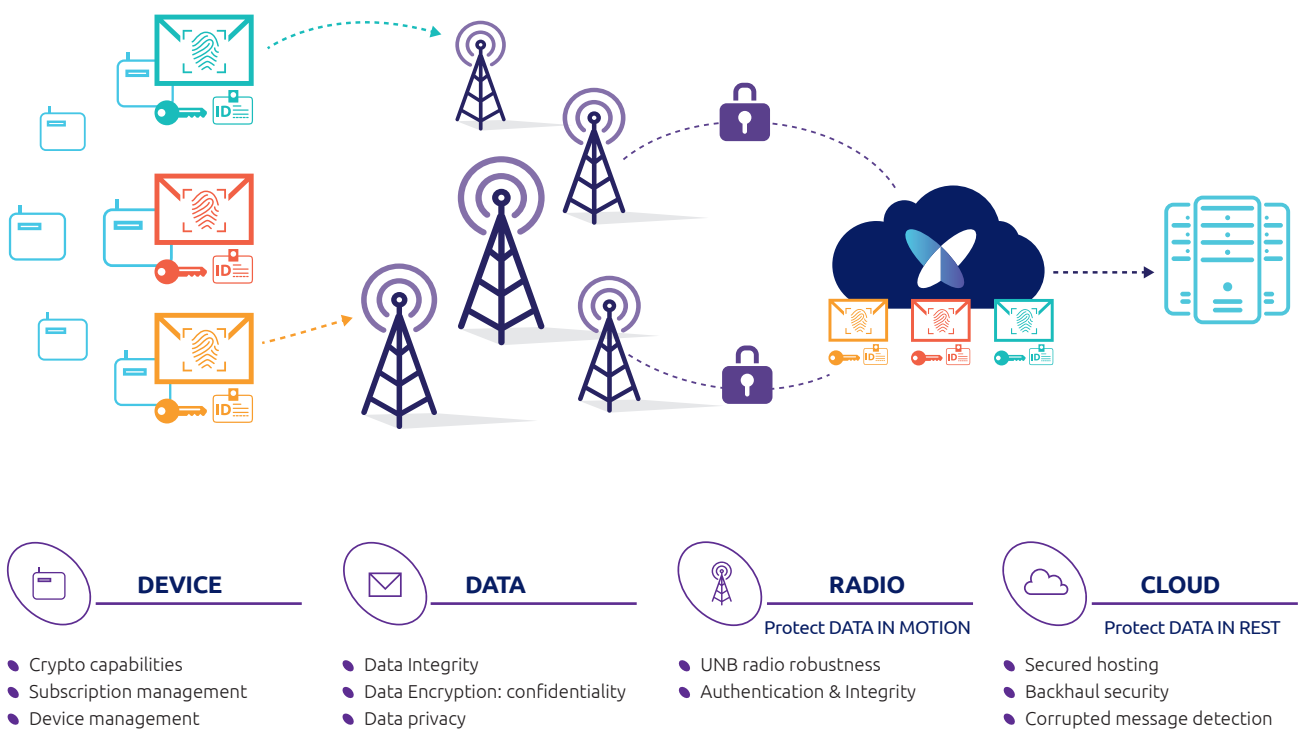 ID
ID
ID
ID
ID
ID
DEVICE
Crypto capabilities
Subscription management
Device management
DATA
Data Integrity
Data Encryption: confidentiality
Data privacy
RADIO
Protect DATA IN MOTION
UNB radio robustness
Authentication & Integrity
CLOUD
Protect DATA IN REST
Secured hosting
Backhaul security
Corrupted message detection